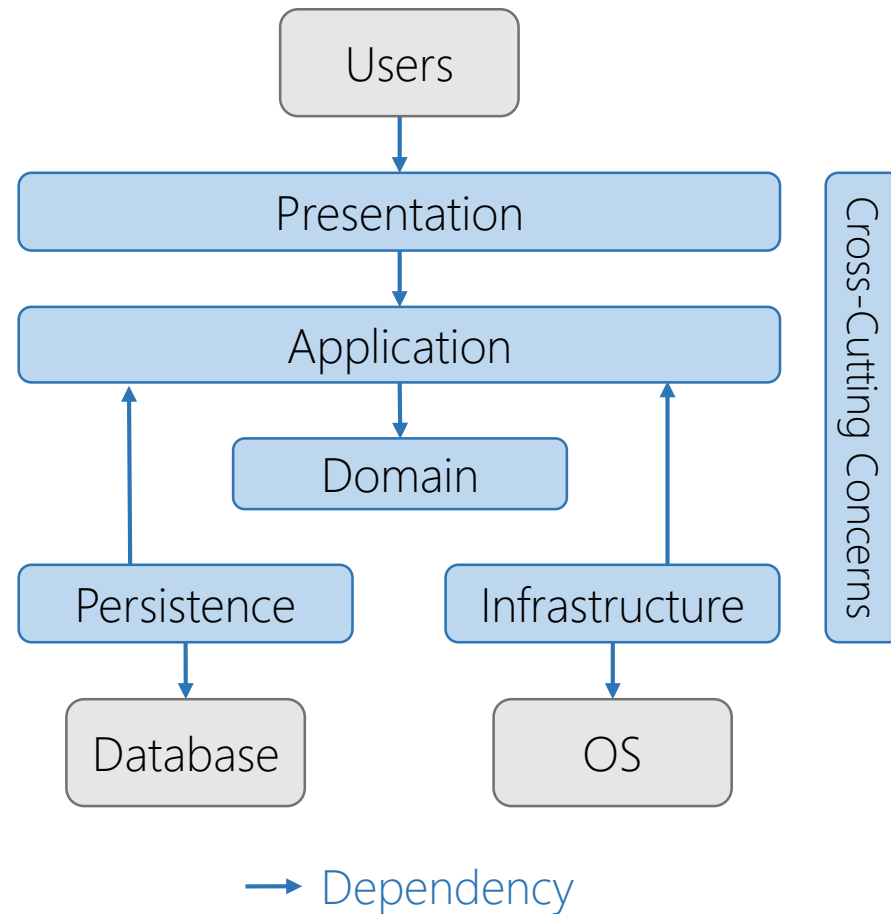 Users
Presentation
Application
Domain
Persistence
Infrastructure
Database
OS
Cross-Cutting Concerns
Dependency